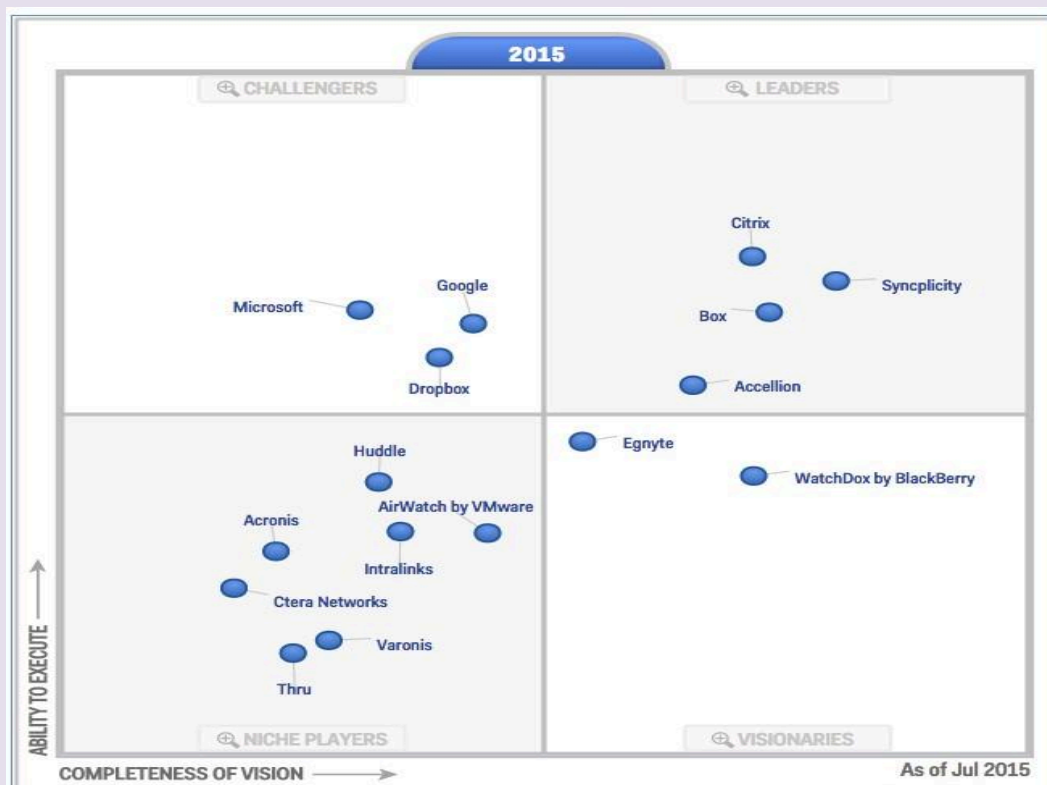 2015
CHALLENGERS
LEADERS
Citrix
Syncplicity
Google
Microsoft
Box
Dropbox
Accellion
Huddle
Egnyte
WatchDox by BlackBerry
AirWatch by VMware
Acronis
Intralinks
Ctera Networks
Varonis
Thru
NICHE PLAYERS
VISIONARIES
ABILITY TO EXECUTE
COMPLETENESS OF VISION
As of Jul 2015